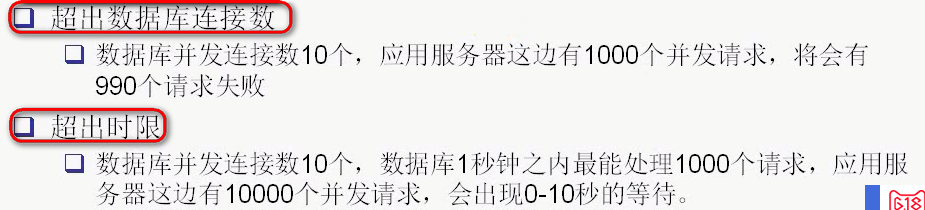 超出数据库连接数
数据库并发连接数10个，应用服务器这边有1000个并发请求，将会有
990个请求失败
超出时限
数据库并发连接数10个，数据库1秒钟之内最能处理1000个请求，应用服
务器这边有10000个并发请求，会出现0-10秒的等待。
618